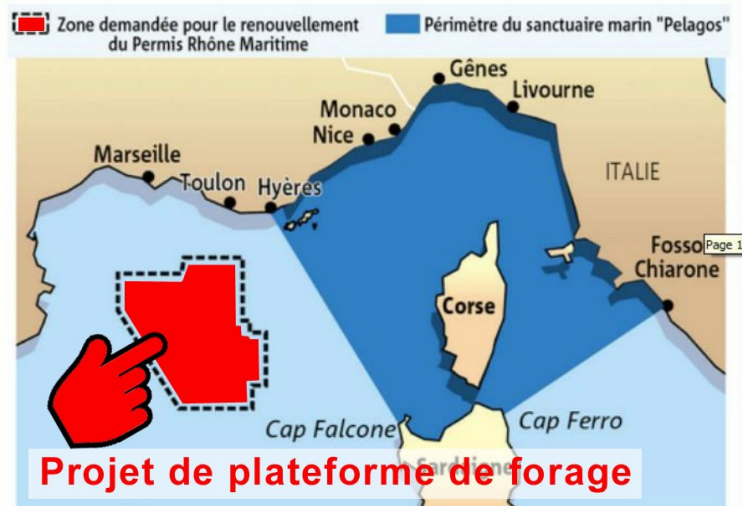 Zone demandée pour le renouvellement
du Permis Rhône Maritime
Périmètre du sanctuaire marin "Pelagos"
Gênes
Livourne
Monaco
Nice
Marseille
Toulon
Hyères
ITALIE
Fosso
Chiarone
Page 1
Corse
Cap Falcone
Cap Ferro
Sardaigne
Projet de plateforme de forage